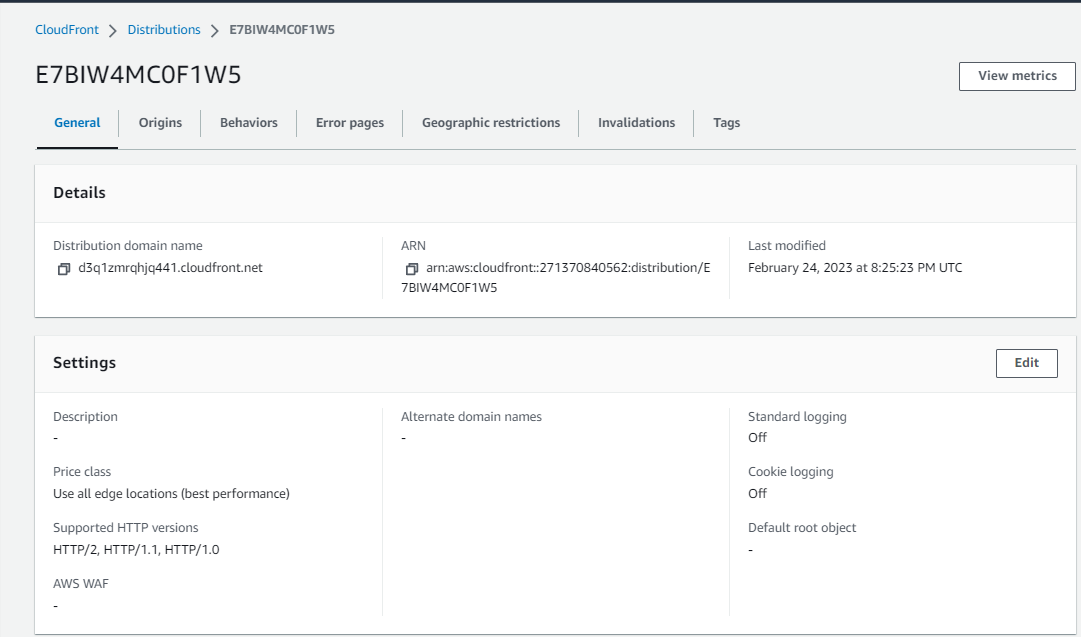 CloudFront > Distributions > E7BIW4MC0F1W5
E7BIW4MC0F1W5
View metrics
General Origins Behaviors Error pages Geographic restrictions Invalidations Tags
Details
Distribution domain name
d3q1zmrqhjq441.cloudfront.net
ARN
arn:aws:cloudfront::271370840562:distribution/E
7BIW4MC0F1W5
Last modified
February 24, 2023 at 8:25:23 PM UTC
Settings
Edit
Description
-
Price class
Use all edge locations (best performance)
Supported HTTP versions
HTTP/2, HTTP/1.1, HTTP/1.0
AWS WAF
-
Alternate domain names
-
Standard logging
Off
Cookie logging
Off
Default root object
-